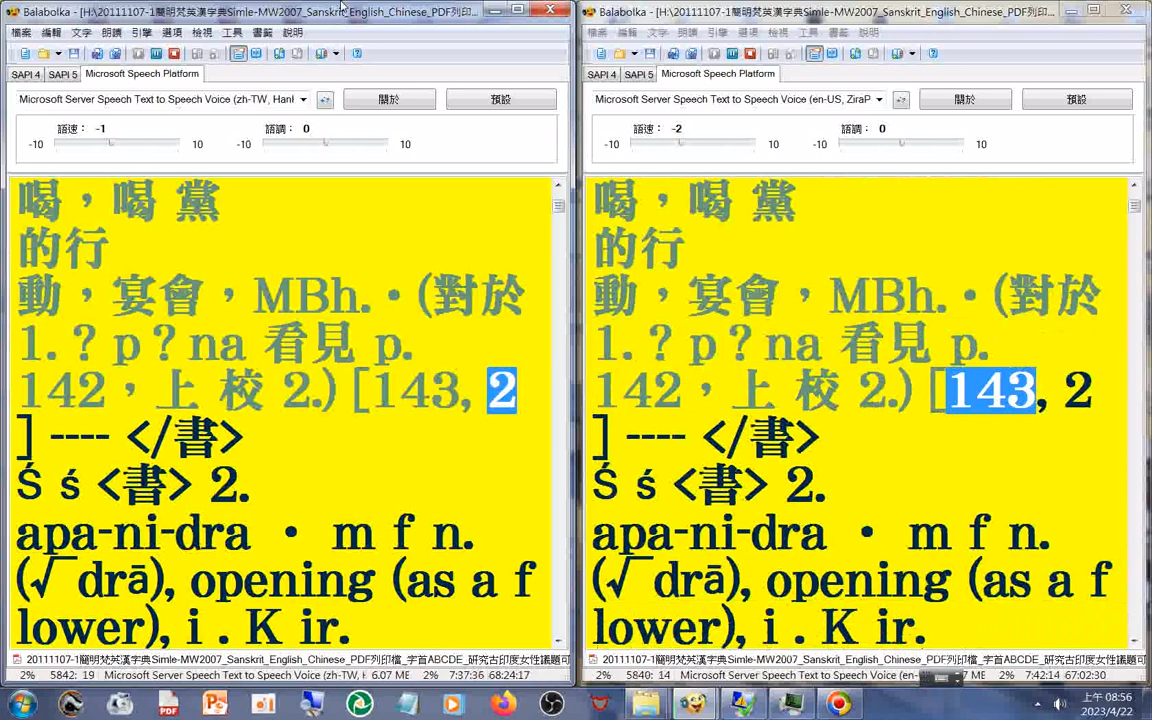 Balabolka - [H:\20111107-1簡明梵英漢字典Simle-MW2007_Sanskrit_English_Chinese_PDF列印...
檔案 編輯 文字 朗讀 引擎 選項 檢視 工具 書籤 說明
SAPI 4 SAPI 5 Microsoft Speech Platform
Microsoft Server Speech Text to Speech Voice (zh-TW, HanH 關於 預設
語速： -1 語調： 0
-10 10 -10 10
喝，喝 黨
的行
動，宴會，MBh.·(對於
1.？p？na 看見 p.
142，上 校 2.) [143, 2
] ---- </書>
Ś ś <書> 2.
apa-ni-dra · m f n.
(√drā), opening (as a f
lower), i . K ir.
20111107-1簡明梵英漢字典Simle-MW2007_Sanskrit_English_Chinese_PDF列印檔_字首ABCDE_研究古印度女性議題可
2% 5842: 19 Microsoft Server Speech Text to Speech Voice (zh-TW, H 6.07 MB 2% 7:37:36 68:24:17
Balabolka - [H:\20111107-1簡明梵英漢字典Simle-MW2007_Sanskrit_English_Chinese_PDF列印...
檔案 編輯 文字 朗讀 引擎 選項 檢視 工具 書籤 說明
SAPI 4 SAPI 5 Microsoft Speech Platform
Microsoft Server Speech Text to Speech Voice (en-US, ZiraP 關於 預設
語速： -2 語調： 0
-10 10 -10 10
喝，喝 黨
的行
動，宴會，MBh.·(對於
1.？p？na 看見 p.
142，上 校 2.) [143, 2
] ---- </書>
Ś ś <書> 2.
apa-ni-dra · m f n.
(√drā), opening (as a f
lower), i . K ir.
20111107-1簡明梵英漢字典Simle-MW2007_Sanskrit_English_Chinese_PDF列印檔_字首ABCDE_研究古印度女性議題可
2% 5840: 14 Microsoft Server Speech Text to Speech Voice (en-US, 2% 7:42:14 67:02:30
PDF
上午 08:56
2023/4/22